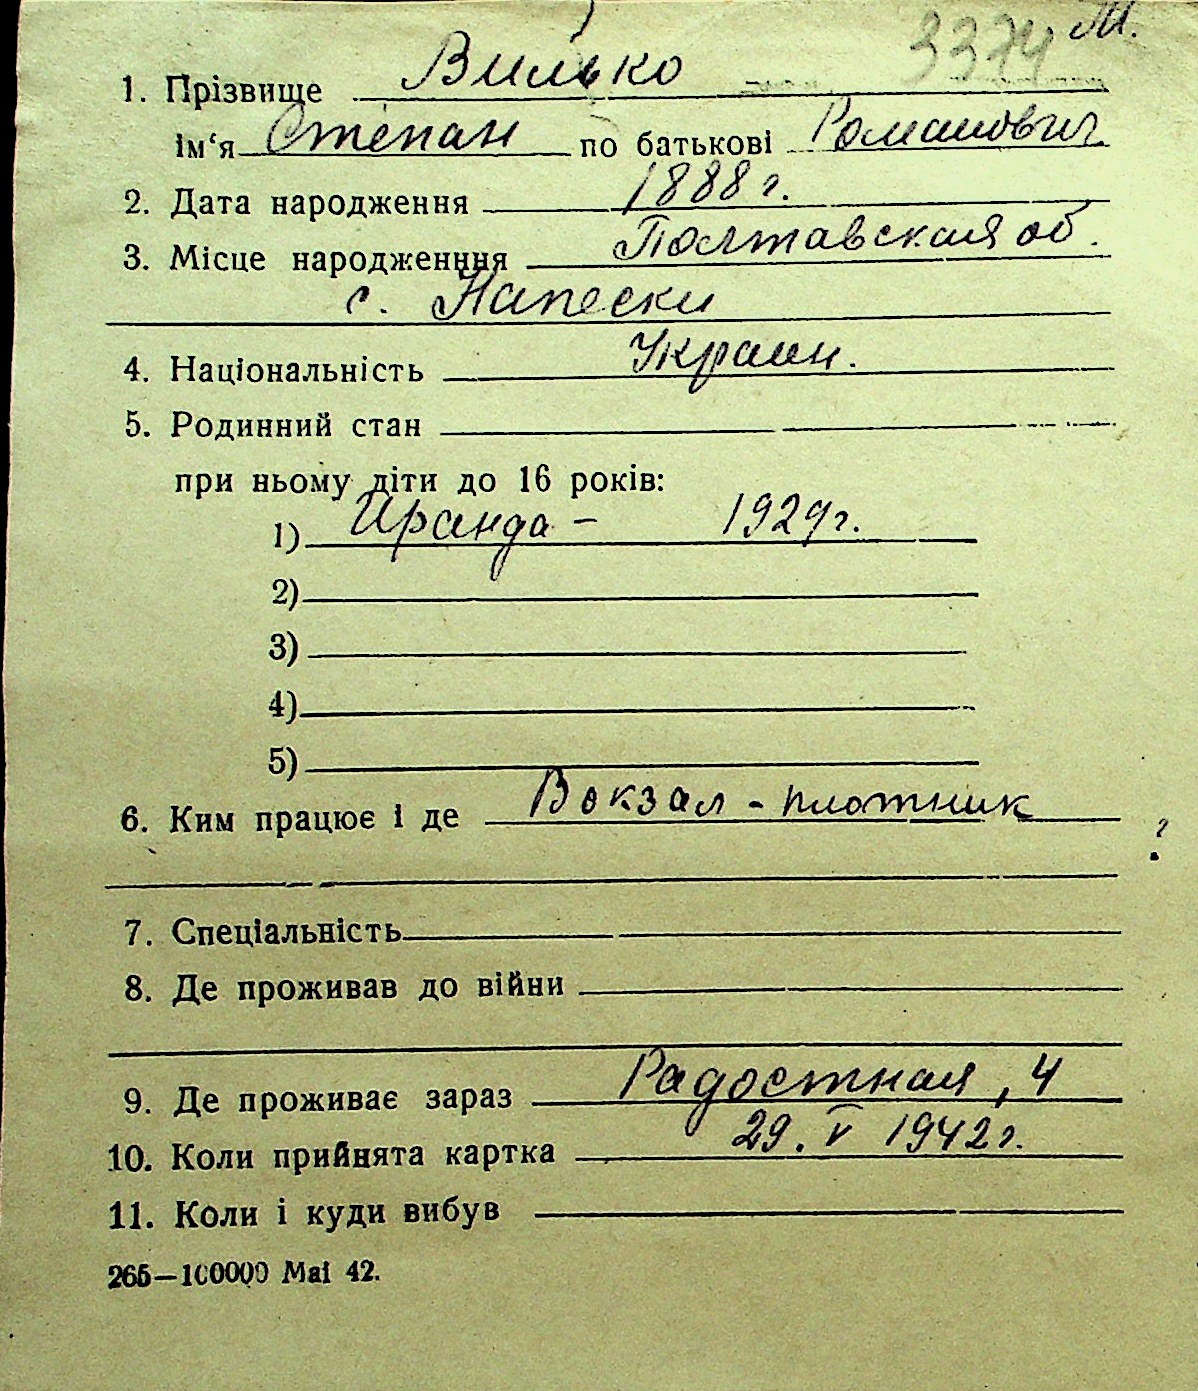 3374 М.
1. Прізвище Вилько
ім‘я Степан по батькові Романович
2. Дата народження 1888 г.
3. Місце народженння Полтавская об.
с. Напески
4. Національність Украин.
5. Родинний стан
при ньому діти до 16 років:
1) Иранда - 1929 г.
2)
3)
4)
5)
6. Ким працює і де Вокзал - плотник
?
7. Спеціальність
8. Де проживав до війни
9. Де проживає зараз Радостная, 4
10. Коли прийнята картка 29. V 1942 г.
11. Коли і куди вибув
265—100000 Маі 42.